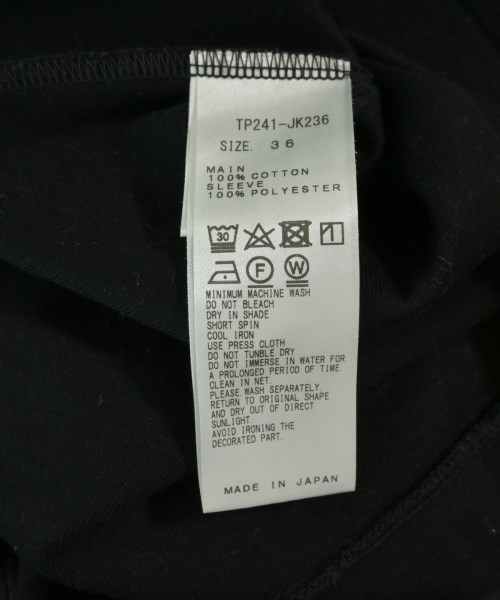 TP241-JK236
SIZE. 36
MAIN
100% COTTON
SLEEVE
100% POLYESTER
30
F
W
MINIMUM MACHINE WASH
DO NOT BLEACH
DRY IN SHADE
SHORT SPIN
COOL IRON
USE PRESS CLOTH
DO NOT TUNBLE DRY
DO NOT IMMERSE IN WATER FOR
A PROLONGED PERIOD OF TIME.
CLEAN IN NET.
PLEASE WASH SEPARATELY.
RETURN TO ORIGINAL SHAPE
AND DRY OUT OF DIRECT
SUNLIGHT.
AVOID IRONING THE
DECORATED PART.
MADE IN JAPAN